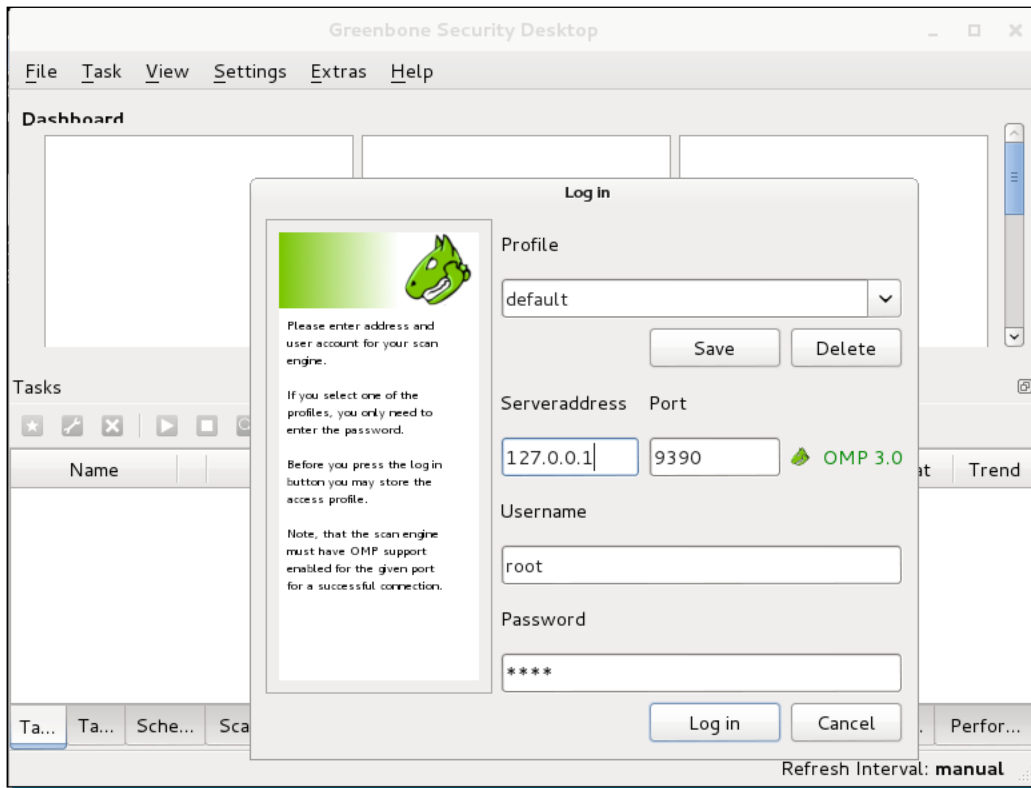 Greenbone Security Desktop
File Task View Settings Extras Help
Dashboard
Log in
Please enter address and
user account for your scan
engine.
If you select one of the
profiles, you only need to
enter the password.
Before you press the login
button you may store the
access profile.
Note, that the scan engine
must have OMP support
enabled for the given port
for a successful connection.
Profile
default
Save Delete
Serveraddress Port
127.0.0.1 9390 OMP 3.0
Username
root
Password
****
Log in Cancel
Tasks
Name at Trend
Ta... Ta... Sche... Sca . Perfor...
Refresh Interval: manual